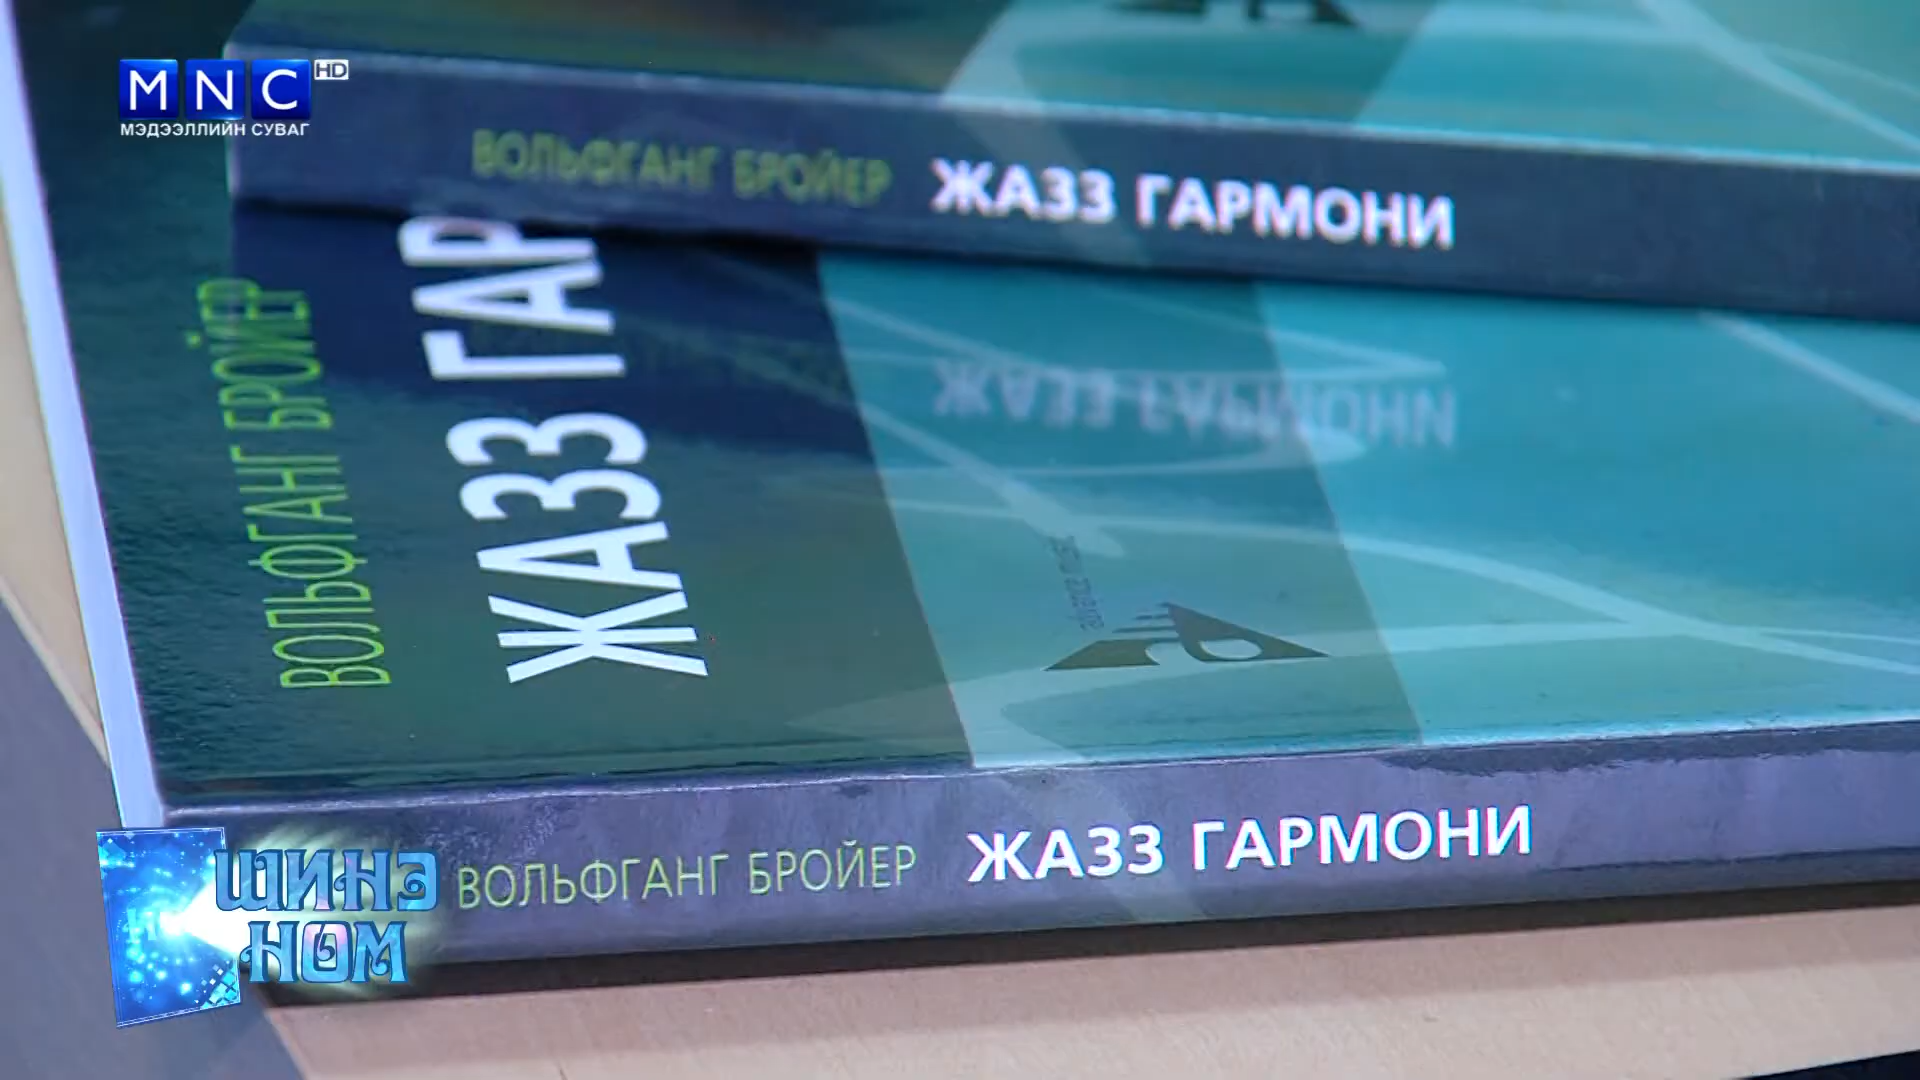 MNC HD
МЭДЭЭЛЛИЙН СУВАГ
ВОЛЬФГАНГ БРОЙЕР ЖАЗЗ ГАРМОНИ
ВОЛЬФГАНГ БРОЙЕР
ЖАЗЗ ГАР
ВОЛЬФГАНГ БРОЙЕР ЖАЗЗ ГАРМОНИ
ШИНЭ
НОМ